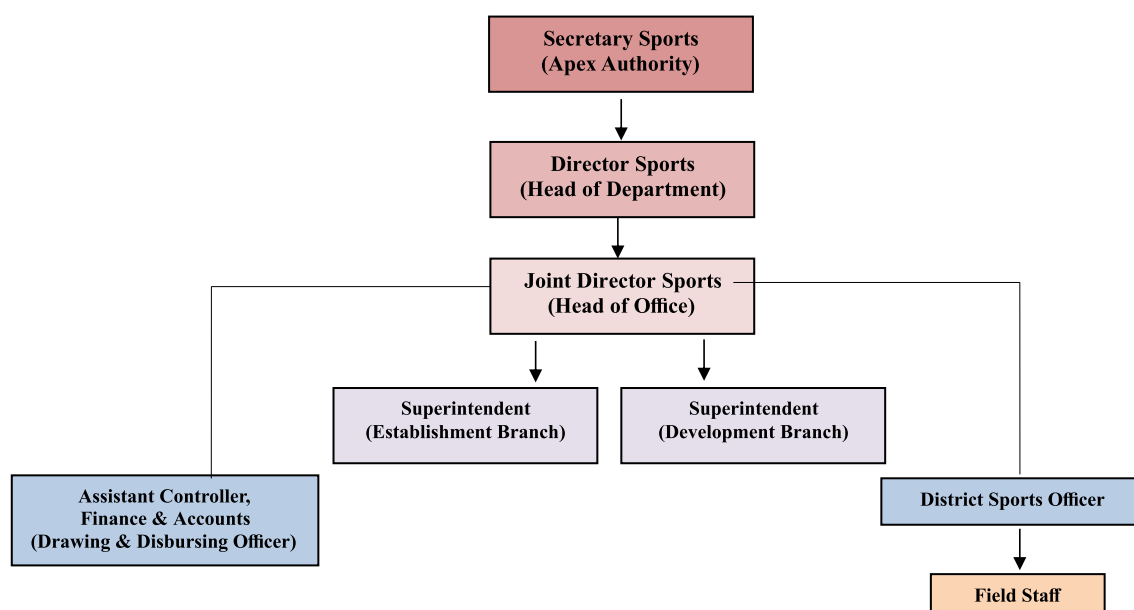 Secretary Sports
(Apex Authority)
Director Sports
(Head of Department)
Joint Director Sports
(Head of Office)
Superintendent
(Establishment Branch)
Superintendent
(Development Branch)
Assistant Controller,
Finance & Accounts
(Drawing & Disbursing Officer)
District Sports Officer
Field Staff